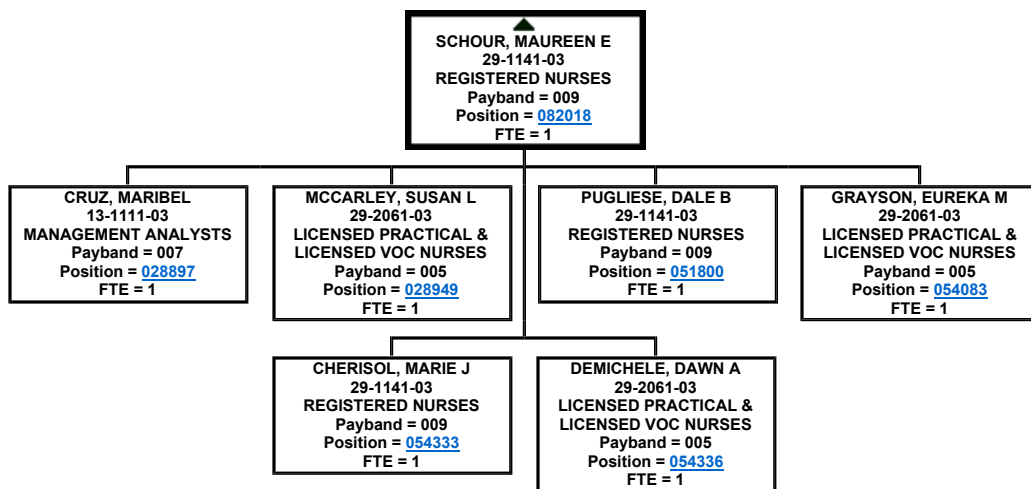 SCHOUR, MAUREEN E
29-1141-03
REGISTERED NURSES
Payband = 009
Position = 082018
FTE = 1
CRUZ, MARIBEL
13-1111-03
MANAGEMENT ANALYSTS
Payband = 007
Position = 028897
FTE = 1
MCCARLEY, SUSAN L
29-2061-03
LICENSED PRACTICAL &
LICENSED VOC NURSES
Payband = 005
Position = 028949
FTE = 1
PUGLIESE, DALE B
29-1141-03
REGISTERED NURSES
Payband = 009
Position = 051800
FTE = 1
GRAYSON, EUREKA M
29-2061-03
LICENSED PRACTICAL &
LICENSED VOC NURSES
Payband = 005
Position = 054083
FTE = 1
CHERISOL, MARIE J
29-1141-03
REGISTERED NURSES
Payband = 009
Position = 054333
FTE = 1
DEMICHELE, DAWN A
29-2061-03
LICENSED PRACTICAL &
LICENSED VOC NURSES
Payband = 005
Position = 054336
FTE = 1